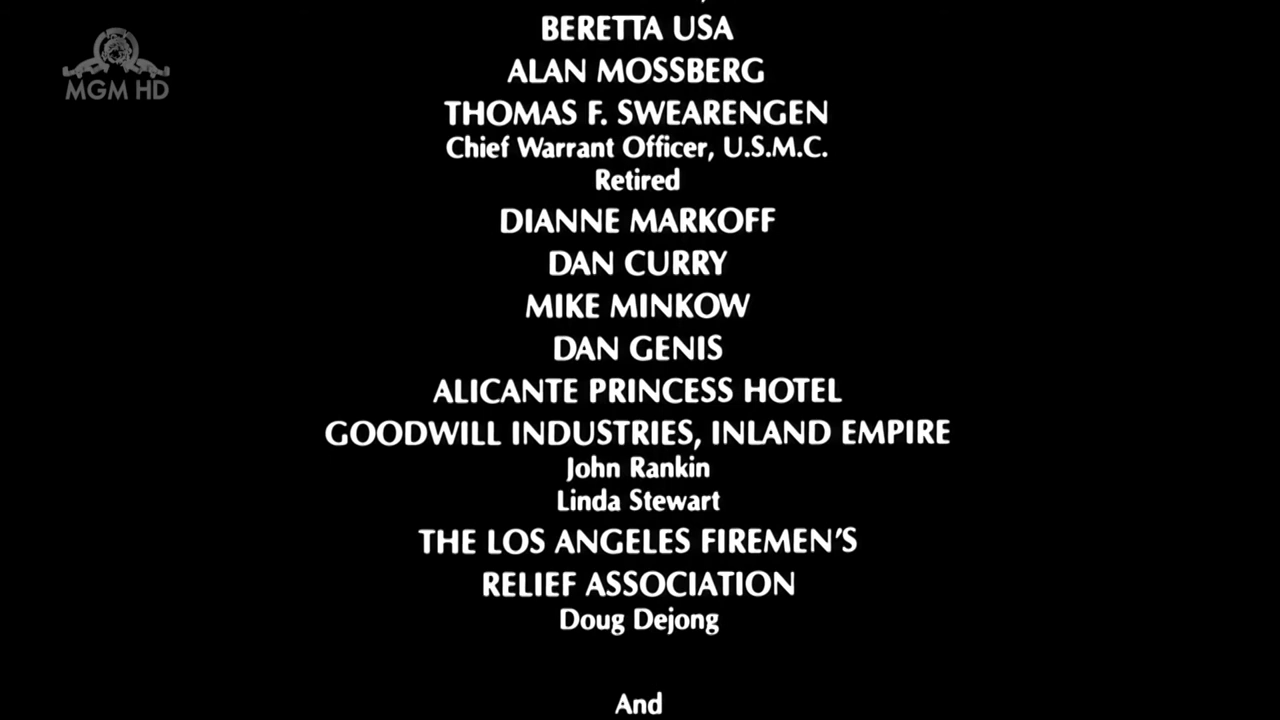 BERETTA USA
MGM HD
ALAN MOSSBERG
THOMAS F. SWEARENGEN
Chief Warrant Officer, U.S.M.C.
Retired
DIANNE MARKOFF
DAN CURRY
MIKE MINKOW
DAN GENIS
ALICANTE PRINCESS HOTEL
GOODWILL INDUSTRIES, INLAND EMPIRE
John Rankin
Linda Stewart
THE LOS ANGELES FIREMEN'S
RELIEF ASSOCIATION
Doug Dejong
And